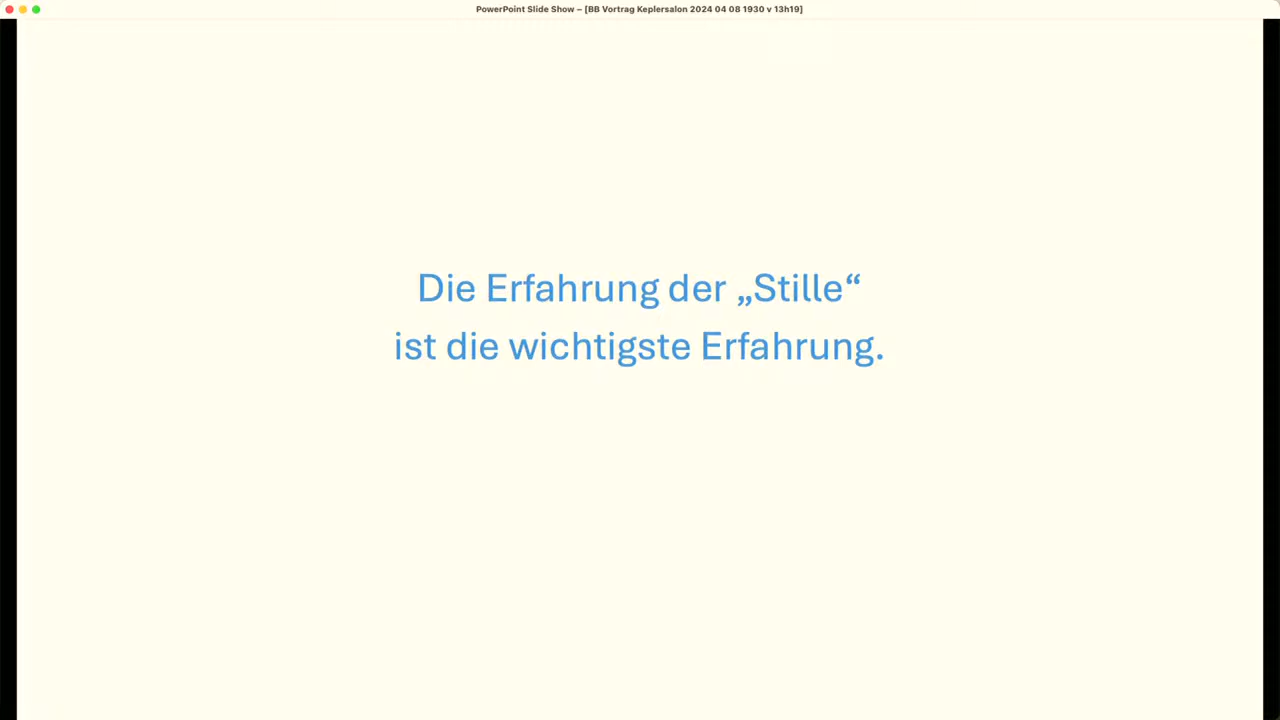 PowerPoint Slide Show – [BB Vortrag Keplersalon 2024 04 08 1930 v 13h19]
Die Erfahrung der „Stille“
ist die wichtigste Erfahrung.